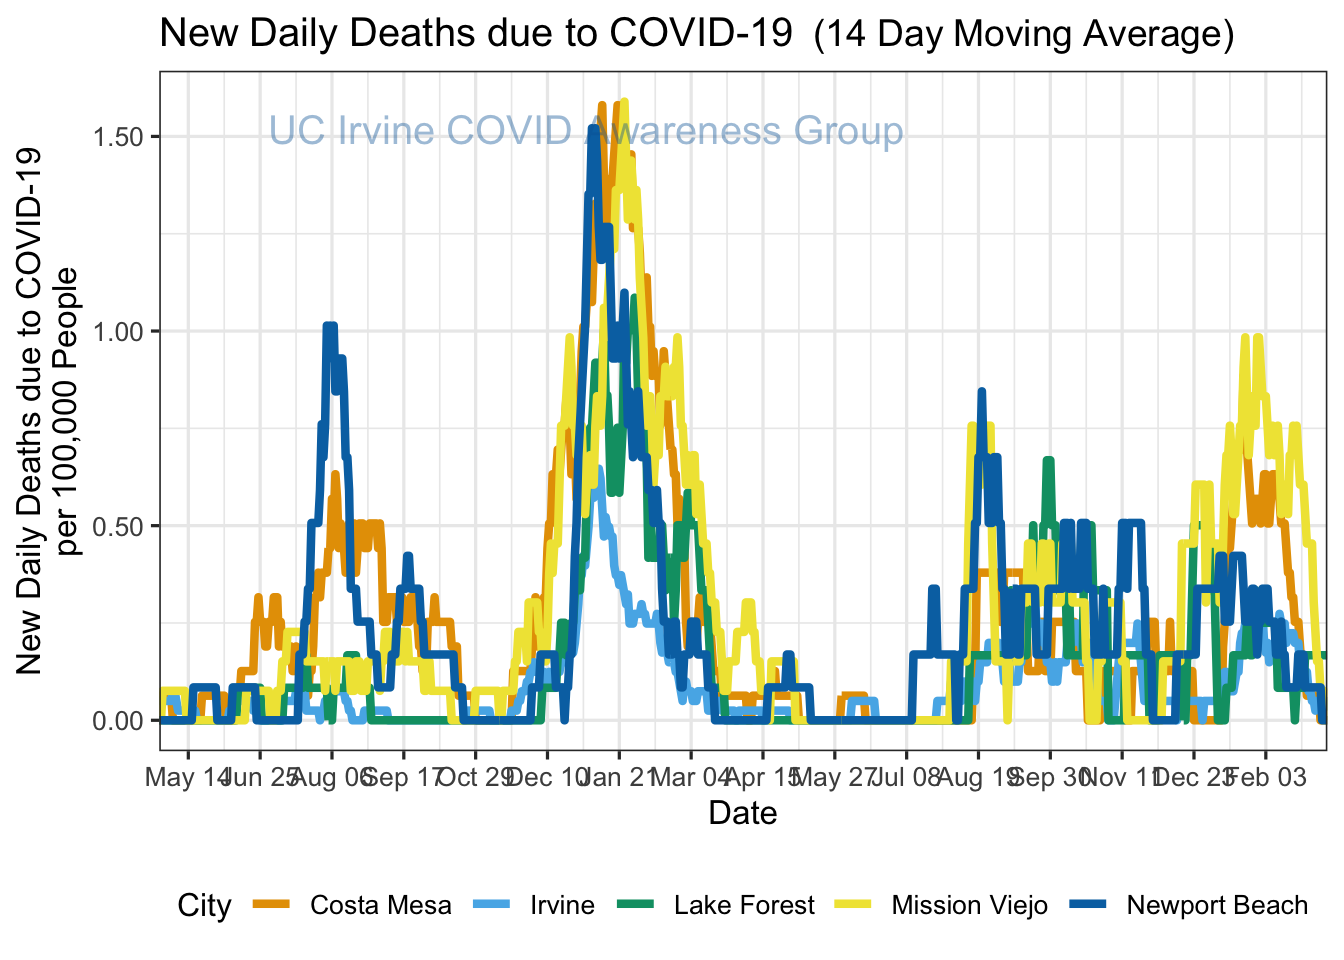 New Daily Deaths due to COVID-19 (14 Day Moving Average)
UC Irvine COVID Awareness Group
New Daily Deaths due to COVID-19
per 100,000 People
1.50
1.00
0.50
0.00
May 14 Jun 25 Aug 06 Sep 17 Oct 29 Dec 10 Jan 21 Mar 04 Apr 15 May 27 Jul 08 Aug 19 Sep 30 Nov 11 Dec 23 Feb 03
Date
City Costa Mesa Irvine Lake Forest Mission Viejo Newport Beach